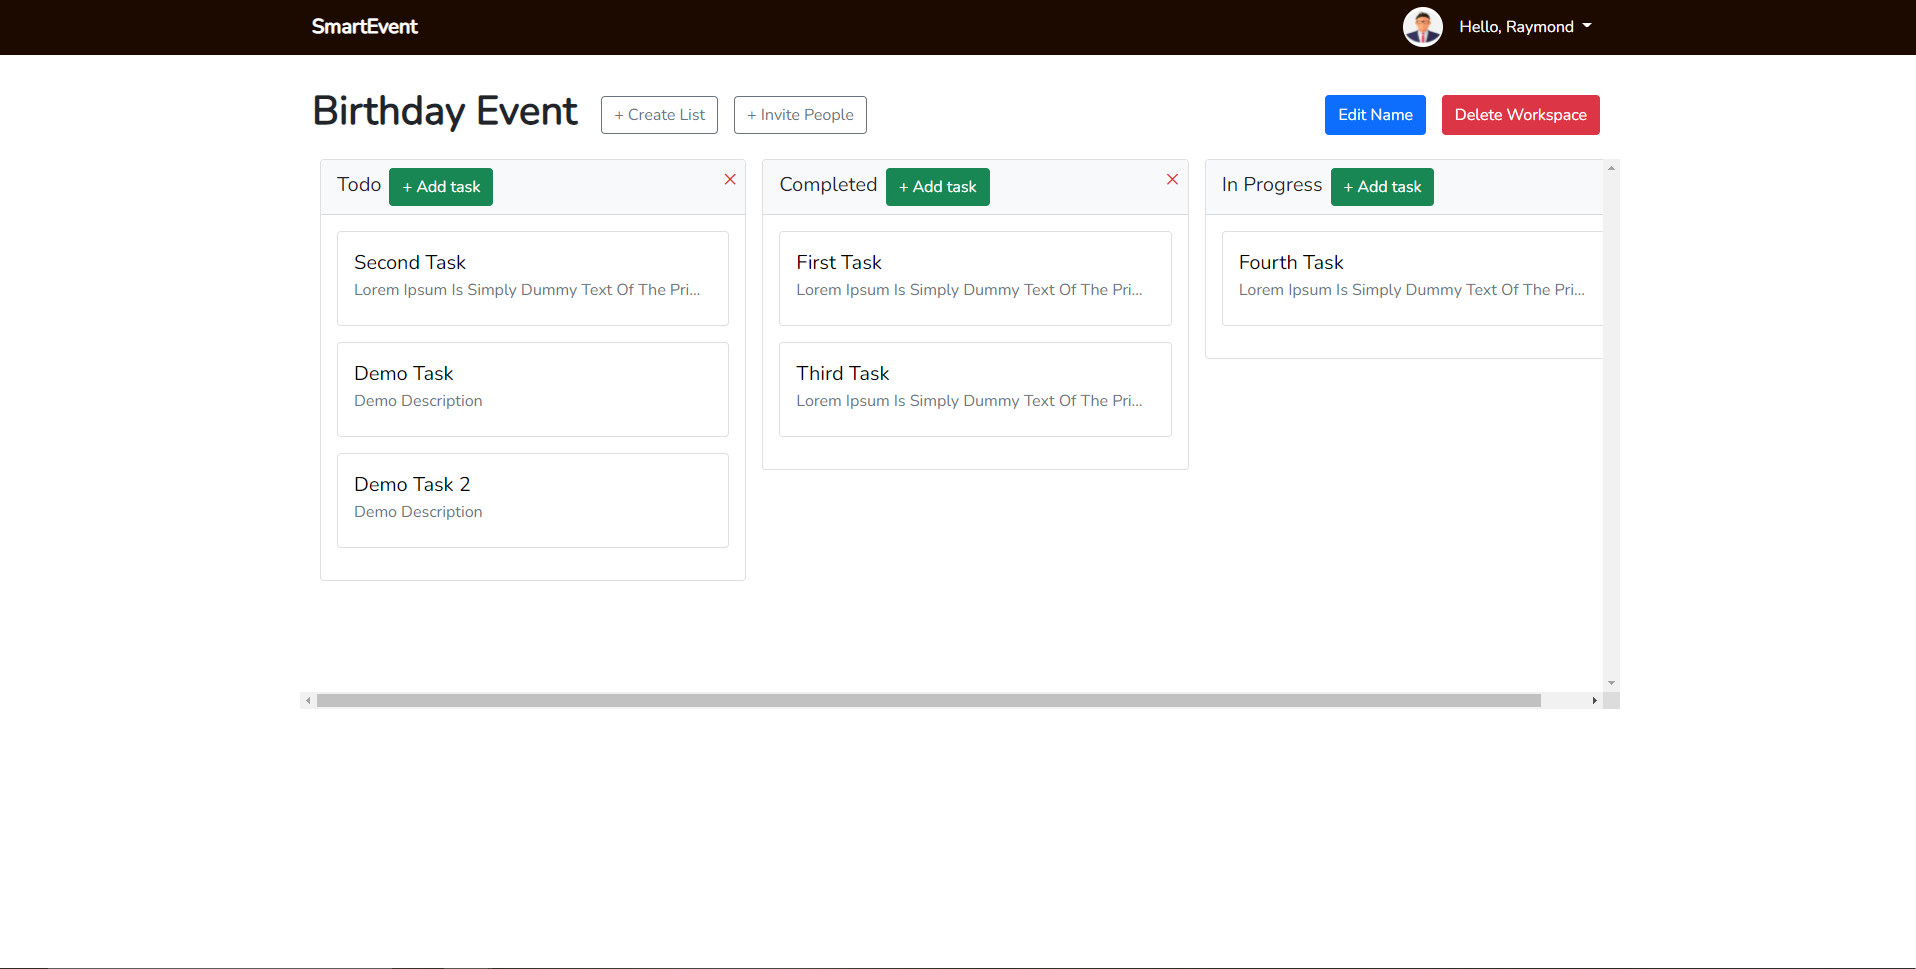 SmartEvent
Hello, Raymond
Birthday Event
+ Create List
+ Invite People
Edit Name
Delete Workspace
Todo
+ Add task
Second Task
Lorem Ipsum Is Simply Dummy Text Of The Pri...
Demo Task
Demo Description
Demo Task 2
Demo Description
Completed
+ Add task
First Task
Lorem Ipsum Is Simply Dummy Text Of The Pri...
Third Task
Lorem Ipsum Is Simply Dummy Text Of The Pri...
In Progress
+ Add task
Fourth Task
Lorem Ipsum Is Simply Dummy Text Of The Pri...